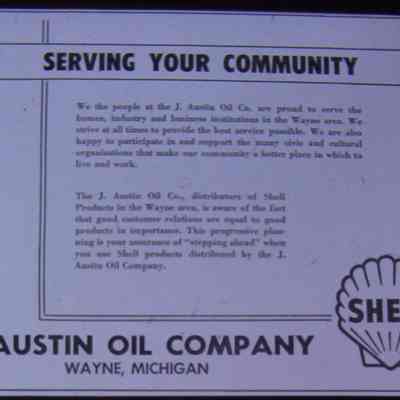 SERVING YOUR COMMUNITY
We the people at the J. Austin Oil Co. are proud to serve the
homes, industry and business institutions in the Wayne area. We
strive at all times to provide the best service possible. We are also
happy to participate in and support the many civic and cultural
organizations that make our community a better place in which to
live and work.
The J. Austin Oil Co., distributors of Shell
Products in the Wayne area, is aware of the fact
that good customer relations are equal to good
products in importance. This progressive plan-
ning is your assurance of "stepping ahead" when
you use Shell products distributed by the J.
Austin Oil Company.
SHE
AUSTIN OIL COMPANY
WAYNE, MICHIGAN